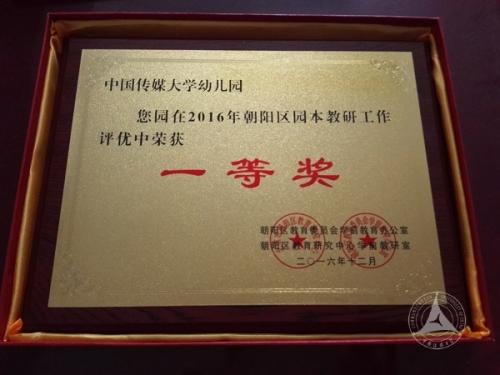 中国传媒大学幼儿园
您园在2016年朝阳区园本教研工作
评优中荣获
一等奖
朝阳区教育委员会学前教育办公室
朝阳区教育研究中心学前教研室
二〇一六年十二月